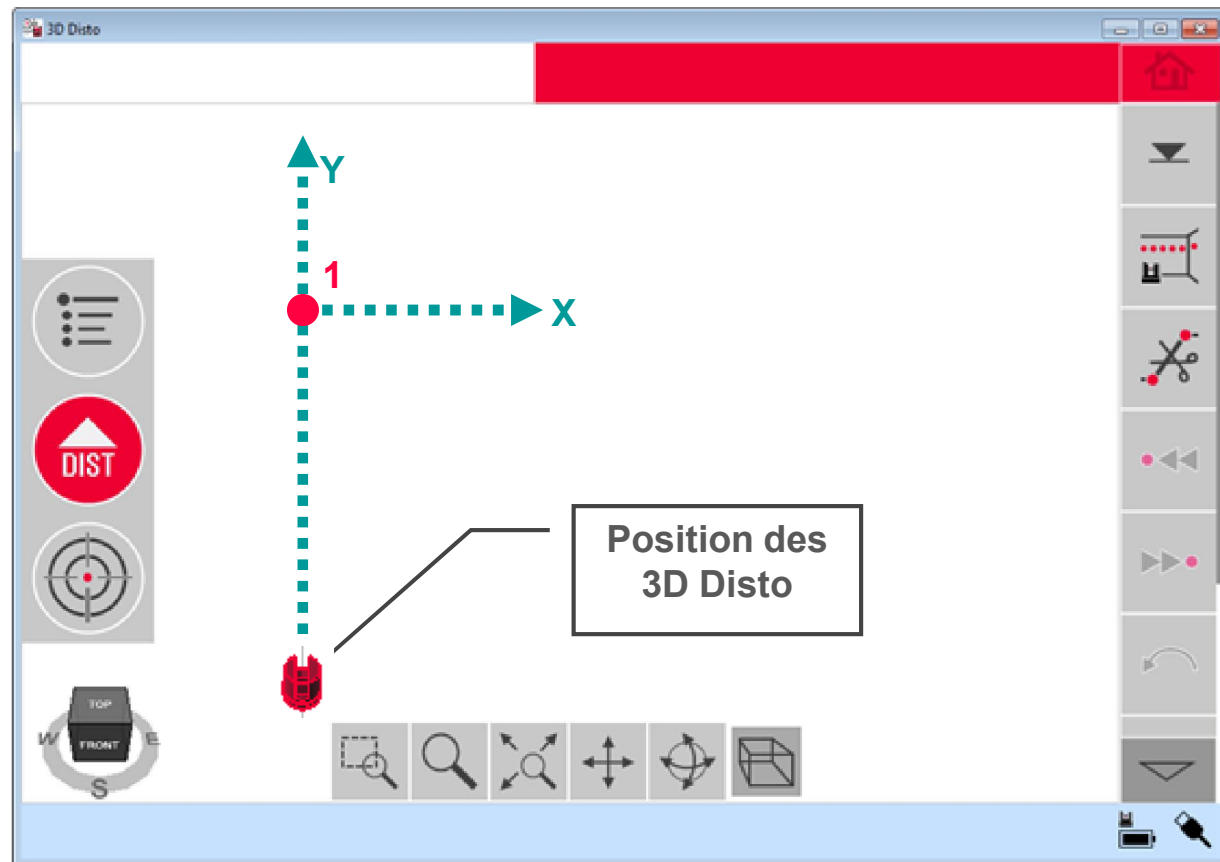 3D Disto
Y
1
X
DIST
Position des
3D Disto
TOP
FRONT
W
E
S